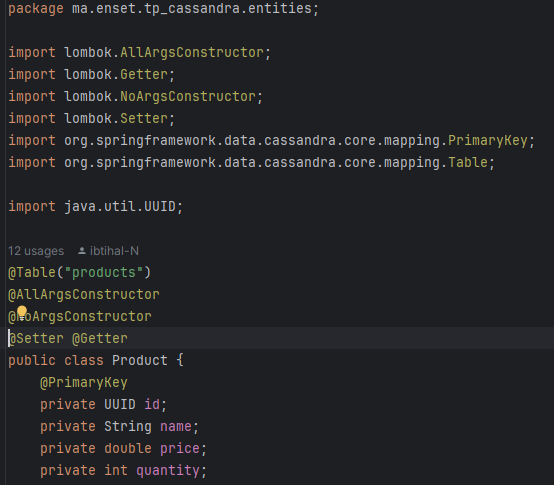 package ma.enset.tp_cassandra.entities;
import lombok.AllArgsConstructor;
import lombok.Getter;
import lombok.NoArgsConstructor;
import lombok.Setter;
import org.springframework.data.cassandra.core.mapping.PrimaryKey;
import org.springframework.data.cassandra.core.mapping.Table;
import java.util.UUID;
12 usages ibtihal-N
@Table("products")
@AllArgsConstructor
@NoArgsConstructor
@Setter @Getter
public class Product {
    @PrimaryKey
    private UUID id;
    private String name;
    private double price;
    private int quantity;